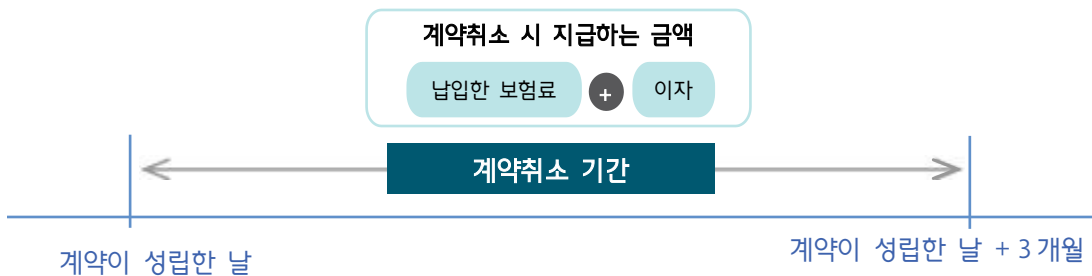 계약취소 시 지급하는 금액
납입한 보험료 + 이자
계약취소 기간
계약이 성립한 날
계약이 성립한 날 + 3개월